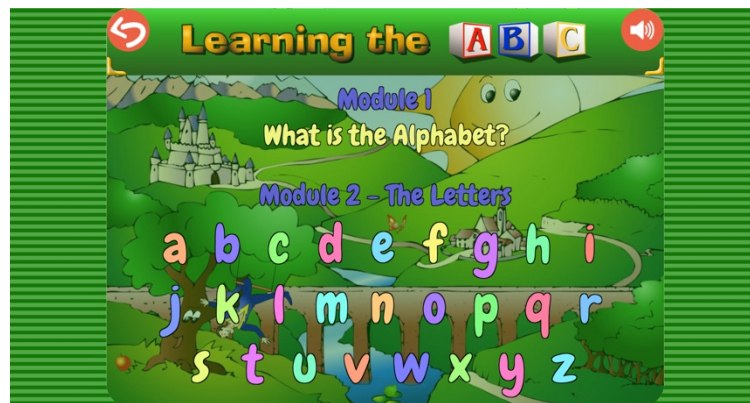 Learning the ABC
Module 1
What is the Alphabet?
Module 2 - The Letters
a b c d e f g h i
j k l m n o p q r
s t u v w x y z